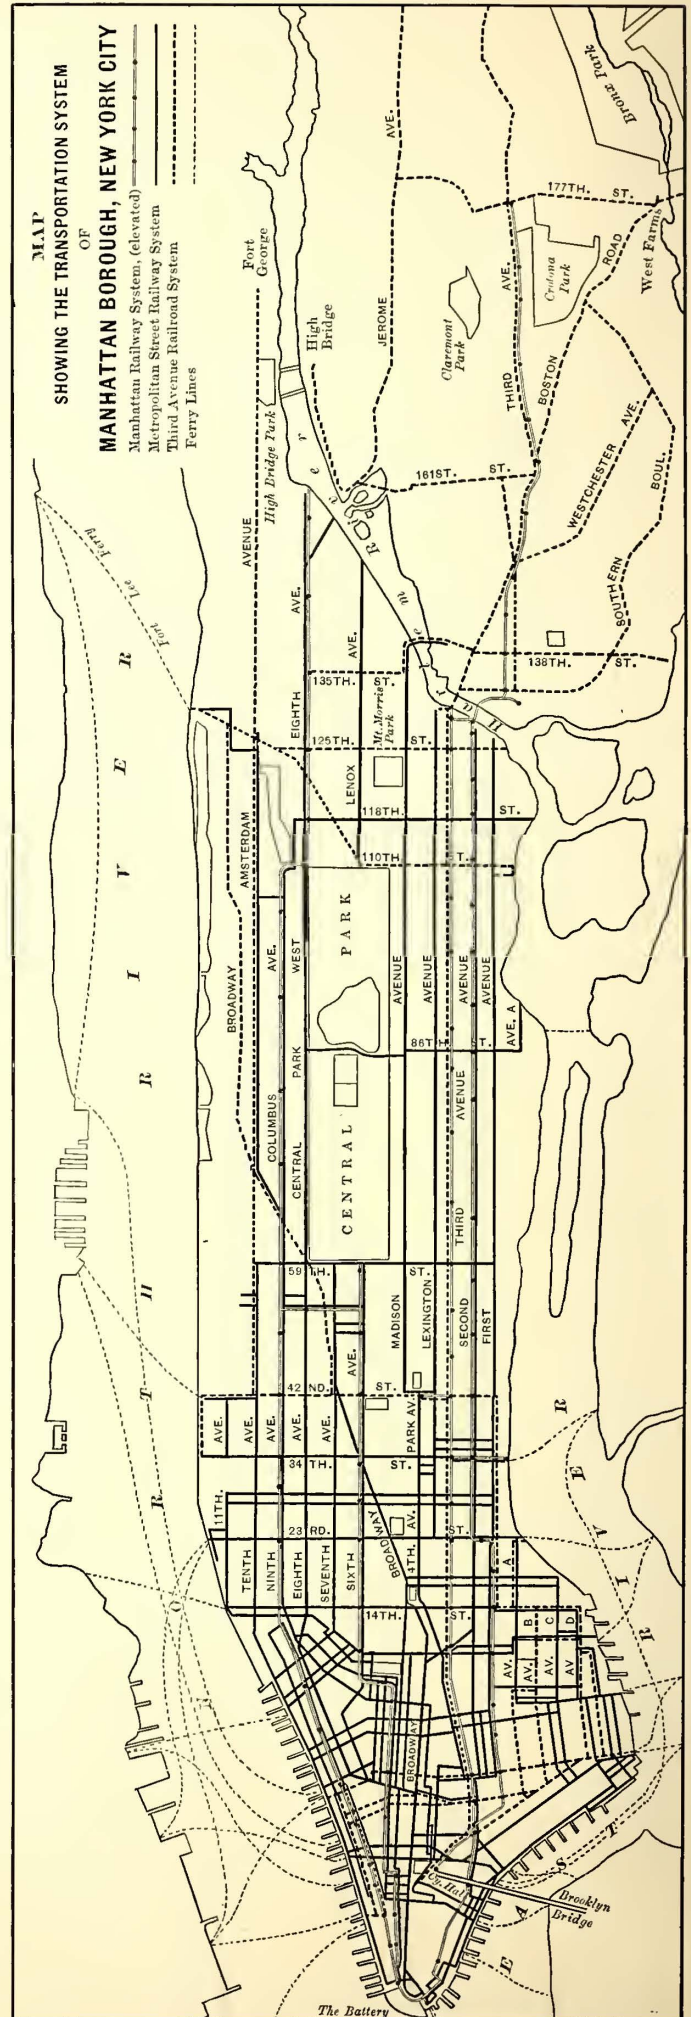 MAP
SHOWING THE TRANSPORTATION SYSTEM
OF
MANHATTAN BOROUGH, NEW YORK CITY
Manhattan Railway System, (elevated)
Metropolitan Street Railway System
Third Avenue Railroad System
Ferry Lines
Fort Lee Ferry
NORTH RIVER
Fort
George
High Bridge Park
High
Bridge
Harlem River
JEROME AVE.
Claremont
Park
THIRD AVE.
Crotona
Park
177TH. ST.
Bronx Park
West Farms
BOSTON ROAD
WESTCHESTER AVE.
SOUTHERN BOUL.
161ST. ST.
138TH. ST.
AMSTERDAM AVENUE
EIGHTH AVE.
LENOX AVE.
135TH. ST.
Mt. Morris
Park
125TH. ST.
118TH. ST.
110TH. ST.
BROADWAY
COLUMBUS AVE.
CENTRAL PARK WEST
CENTRAL PARK
86TH ST.
AVE. A
MADISON AVENUE
LEXINGTON AVENUE
THIRD AVENUE
SECOND AVENUE
FIRST AVENUE
59TH. ST.
42ND. ST.
34TH. ST.
23RD. ST.
14TH. ST.
11TH. AVE.
TENTH AVE.
NINTH AVE.
EIGHTH AVE.
SEVENTH AVE.
SIXTH AVE.
BROADWAY
PARK AV.
4TH. AV.
A
AV. B
AV. C
AV. D
BROADWAY
Cy. Hall
Brooklyn
Bridge
EAST RIVER
The Battery